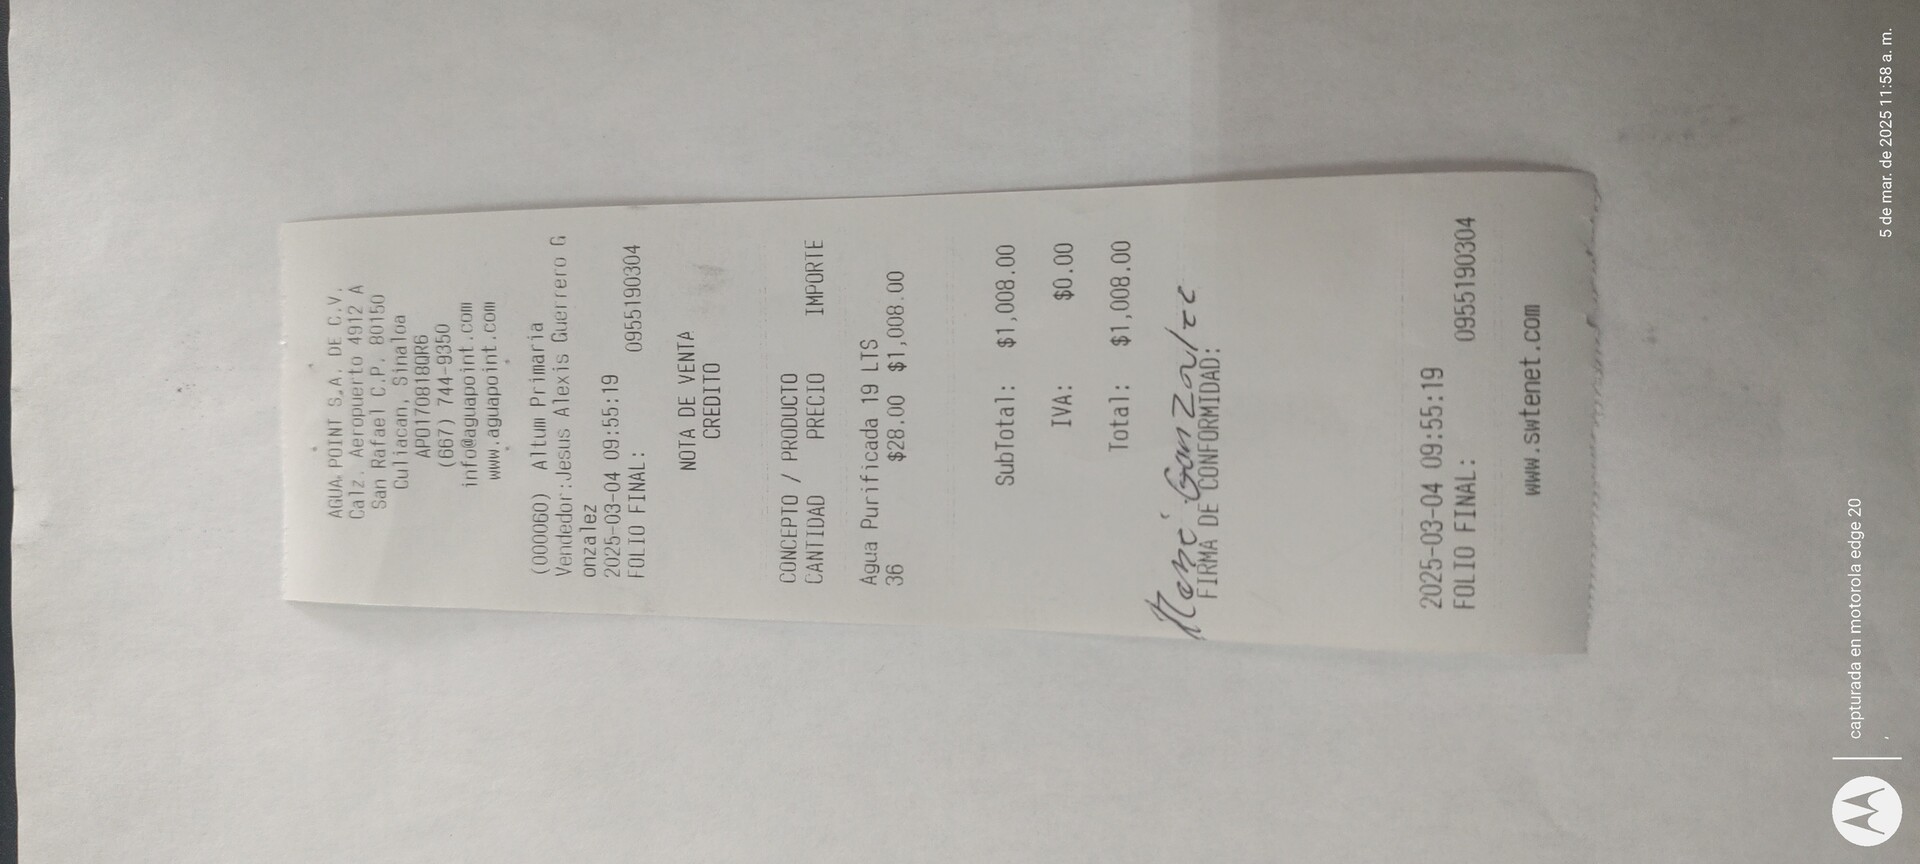 AGUA POINT S.A. DE C.V.
Calz. Aeropuerto 4912 A
San Rafael C.P. 80150
Culiacan, Sinaloa
APO170818QR6
(667) 744-9350
info@aguapoint.com
www.aguapoint.com
(000060) Altum Primaria
Vendedor:Jesus Alexis Guerrero G
onzalez
2025-03-04 09:55:19
FOLIO FINAL: 0955190304
NOTA DE VENTA
CREDITO
CONCEPTO / PRODUCTO
CANTIDAD PRECIO IMPORTE
Agua Purificada 19 LTS
36 $28.00 $1,008.00
SubTotal: $1,008.00
IVA: $0.00
Total: $1,008.00
González
FIRMA DE CONFORMIDAD:
2025-03-04 09:55:19
FOLIO FINAL: 0955190304
www.swtenet.com
capturada en motorola edge 20
5 de mar. de 2025 11:58 a. m.